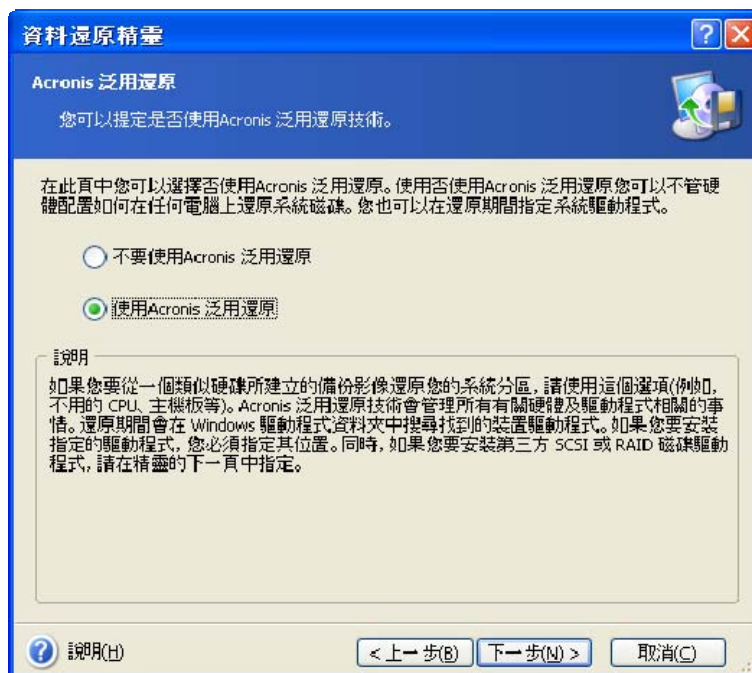 資料還原精靈
Acronis 泛用還原
您可以提定是否使用Acronis 泛用還原技術。
在此頁中您可以選擇否使用Acronis 泛用還原。使用否使用Acronis 泛用還原您可以不管硬
體配置如何在任何電腦上還原系統磁碟。您也可以在還原期間指定系統驅動程式。
不要使用Acronis 泛用還原
使用Acronis 泛用還原
說明
如果您要從一個類似硬碟所建立的備份影像還原您的系統分區，請使用這個選項(例如,
不用的 CPU、主機板等)。Acronis 泛用還原技術會管理所有有關硬體及驅動程式相關的事
情。還原期間會在 Windows 驅動程式資料夾中搜尋找到的裝置驅動程式。如果您要安裝
指定的驅動程式, 您必須指定其位置。同時, 如果您要安裝第三方 SCSI 或 RAID 磁碟驅動
程式, 請在精靈的下一頁中指定。
說明(H)
< 上一步(B)
下一步(N) >
取消(C)